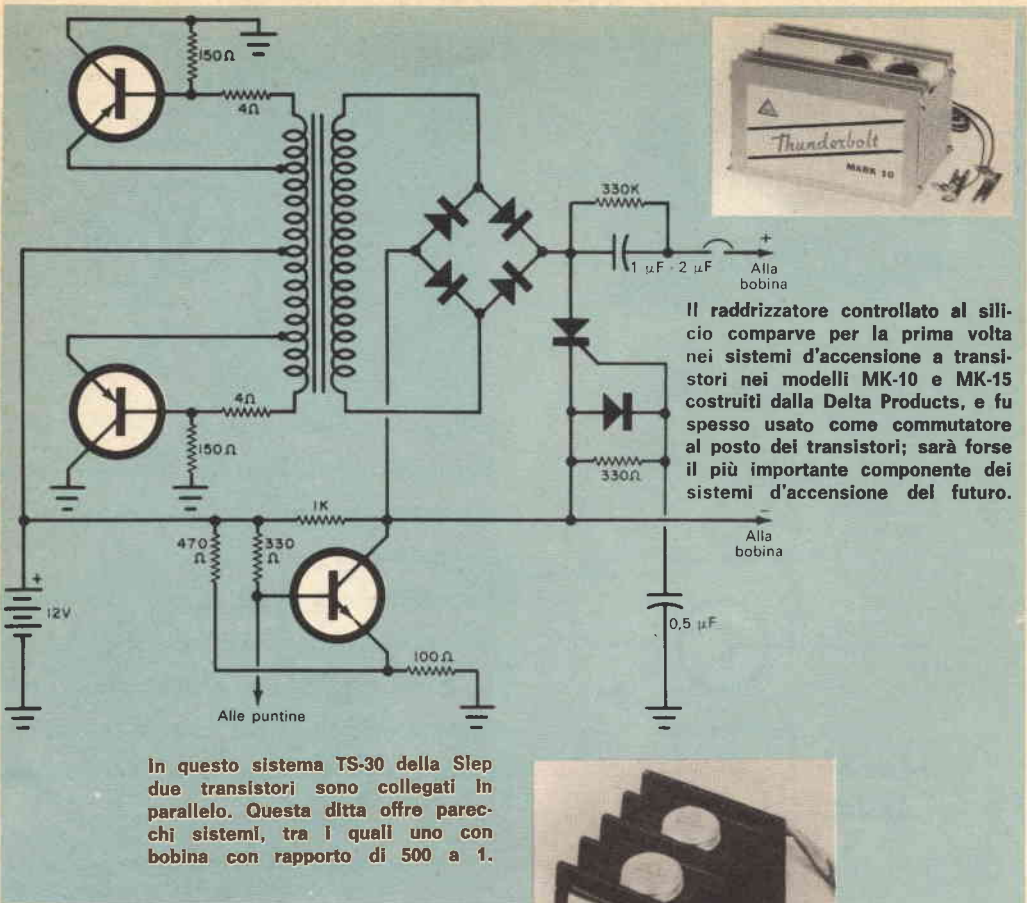 150Ω
4Ω
Thunderbolt
MARK 10
330K
1 µF - 2 µF
+
Alla
bobina
Il raddrizzatore controllato al sili-
cio comparve per la prima volta
nei sistemi d'accensione a transi-
stori nei modelli MK-10 e MK-15
costruiti dalla Delta Products, e fu
spesso usato come commutatore
al posto dei transistori; sarà forse
il più importante componente dei
sistemi d'accensione del futuro.
4Ω
150Ω
330Ω
1K
-
Alla
bobina
470
Ω
330
Ω
+
12V
0,5 µF
100Ω
Alle puntine
In questo sistema TS-30 della Slep
due transistori sono collegati in
parallelo. Questa ditta offre parec-
chi sistemi, tra i quali uno con
bobina con rapporto di 500 a 1.